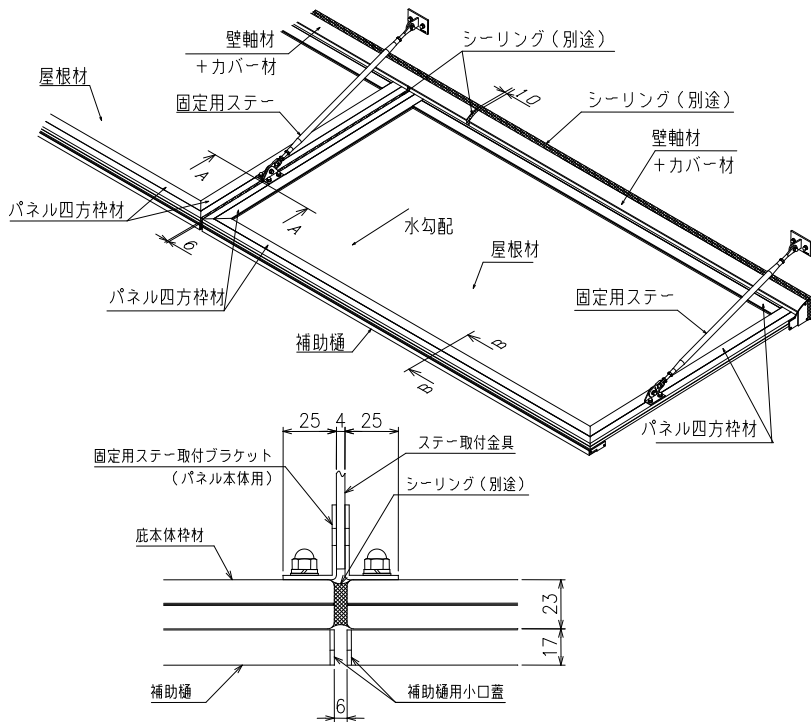 壁軸材
+カバー材
シーリング(別途)
屋根材
固定用ステー
10
シーリング(別途)
壁軸材
+カバー材
A
パネル四方枠材
A
水勾配
6
屋根材
パネル四方枠材
固定用ステー
補助樋
B
B
パネル四方枠材
25 4 25
固定用ステー取付ブラケット
(パネル本体用)
ステー取付金具
シーリング(別途)
庇本体枠材
23
17
補助樋
6
補助樋用小口蓋